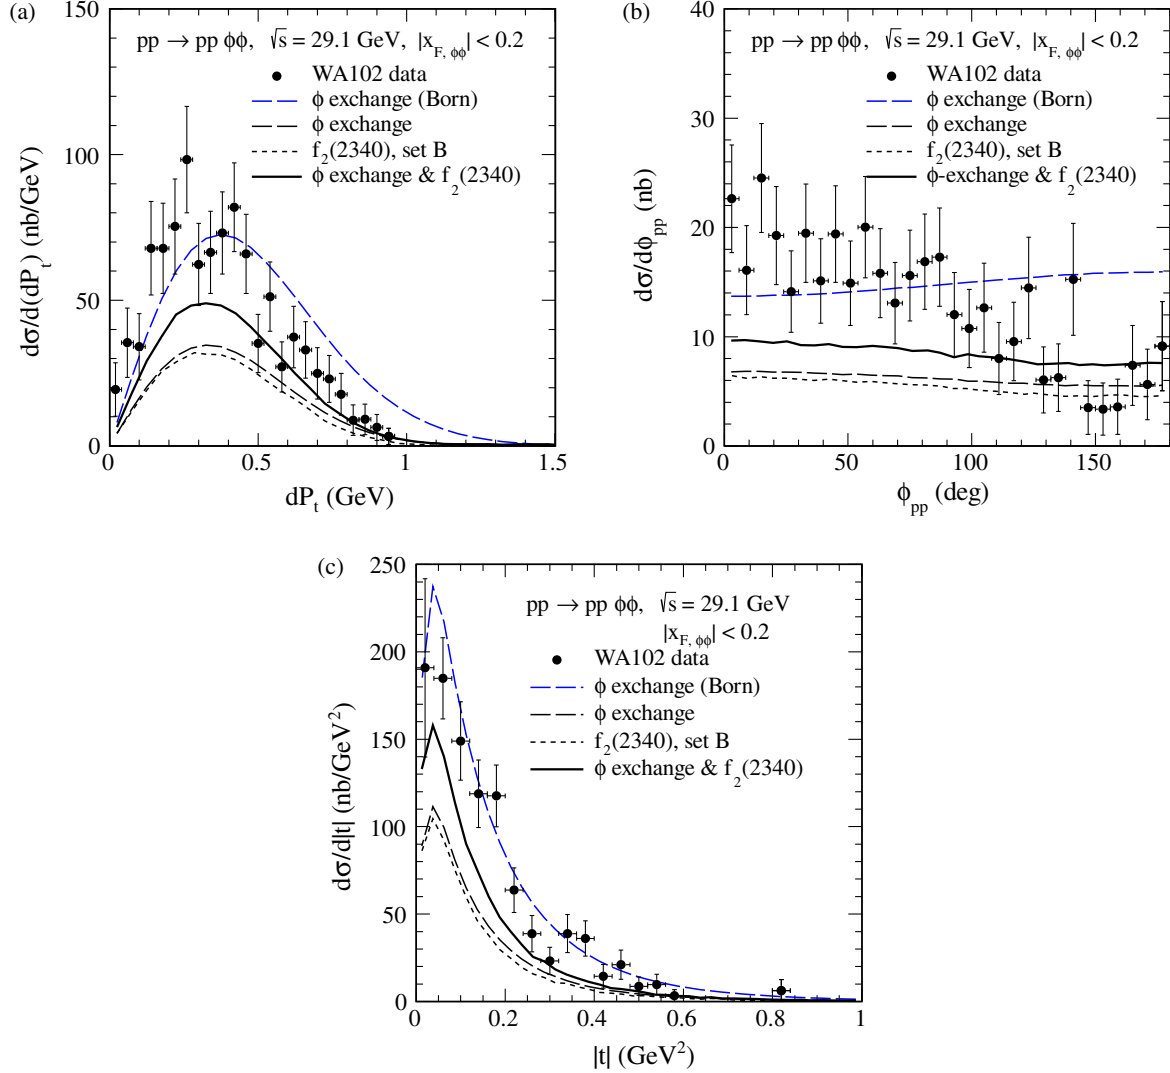 (a)
150
100
50
0
dσ/d(dP_t) (nb/GeV)
pp → pp ϕϕ, √s = 29.1 GeV, |x_F, ϕϕ| < 0.2
WA102 data
ϕ exchange (Born)
ϕ exchange
f_2(2340), set B
ϕ exchange & f_2(2340)
0 0.5 1 1.5
dP_t (GeV)
(b)
40
30
20
10
0
dσ/dϕ_pp (nb)
pp → pp ϕϕ, √s = 29.1 GeV, |x_F, ϕϕ| < 0.2
WA102 data
ϕ exchange (Born)
ϕ exchange
f_2(2340), set B
ϕ-exchange & f_2(2340)
0 50 100 150
ϕ_pp (deg)
(c)
250
200
150
100
50
0
dσ/d|t| (nb/GeV²)
pp → pp ϕϕ, √s = 29.1 GeV
|x_F, ϕϕ| < 0.2
WA102 data
ϕ exchange (Born)
ϕ exchange
f_2(2340), set B
ϕ exchange & f_2(2340)
0 0.2 0.4 0.6 0.8 1
|t| (GeV²)